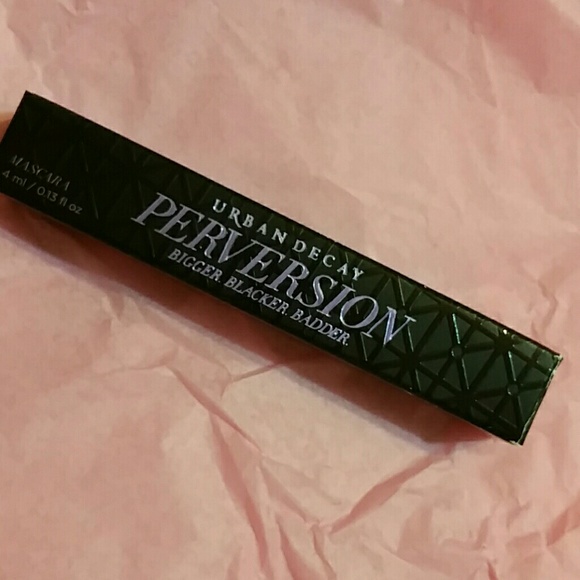 MASCARA
4 ml / 0.13 fl oz
URBAN DECAY
PERVERSION
BIGGER. BLACKER. BADDER.